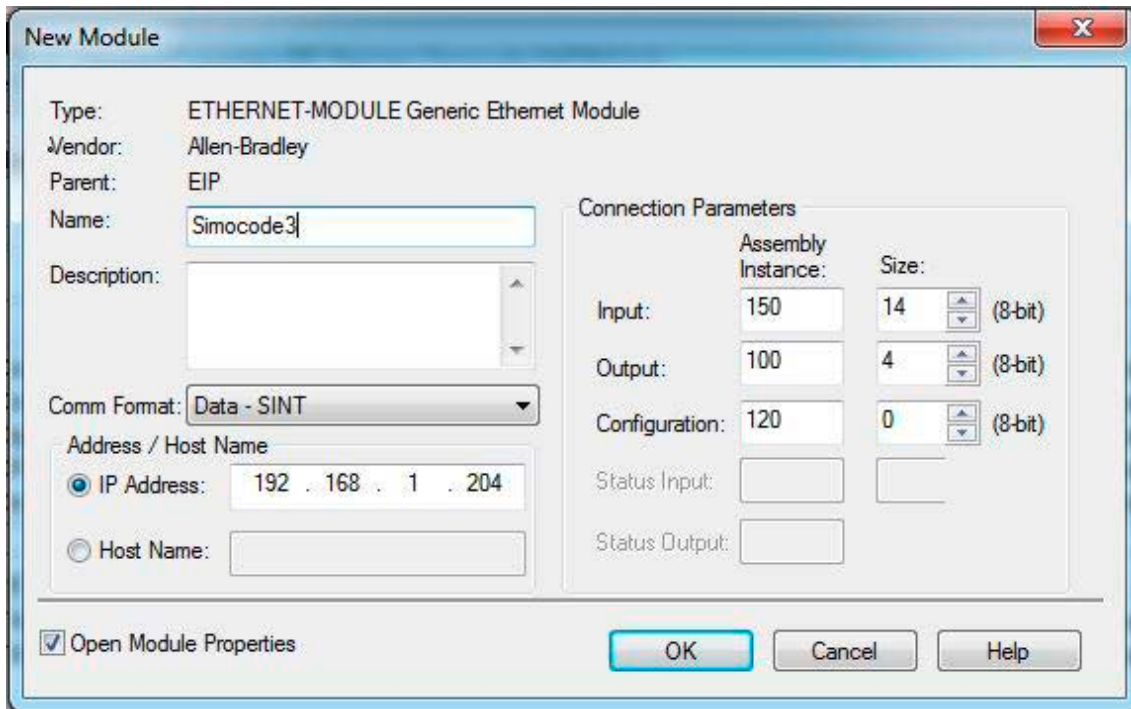 New Module
Type: ETHERNET-MODULE Generic Ethernet Module
Vendor: Allen-Bradley
Parent: EIP
Name: Simocode3
Description:
Comm Format: Data - SINT
Address / Host Name
IP Address: 192 . 168 . 1 . 204
Host Name:
Connection Parameters
Assembly
Instance: Size:
Input: 150 14 (8-bit)
Output: 100 4 (8-bit)
Configuration: 120 0 (8-bit)
Status Input:
Status Output:
Open Module Properties
OK Cancel Help